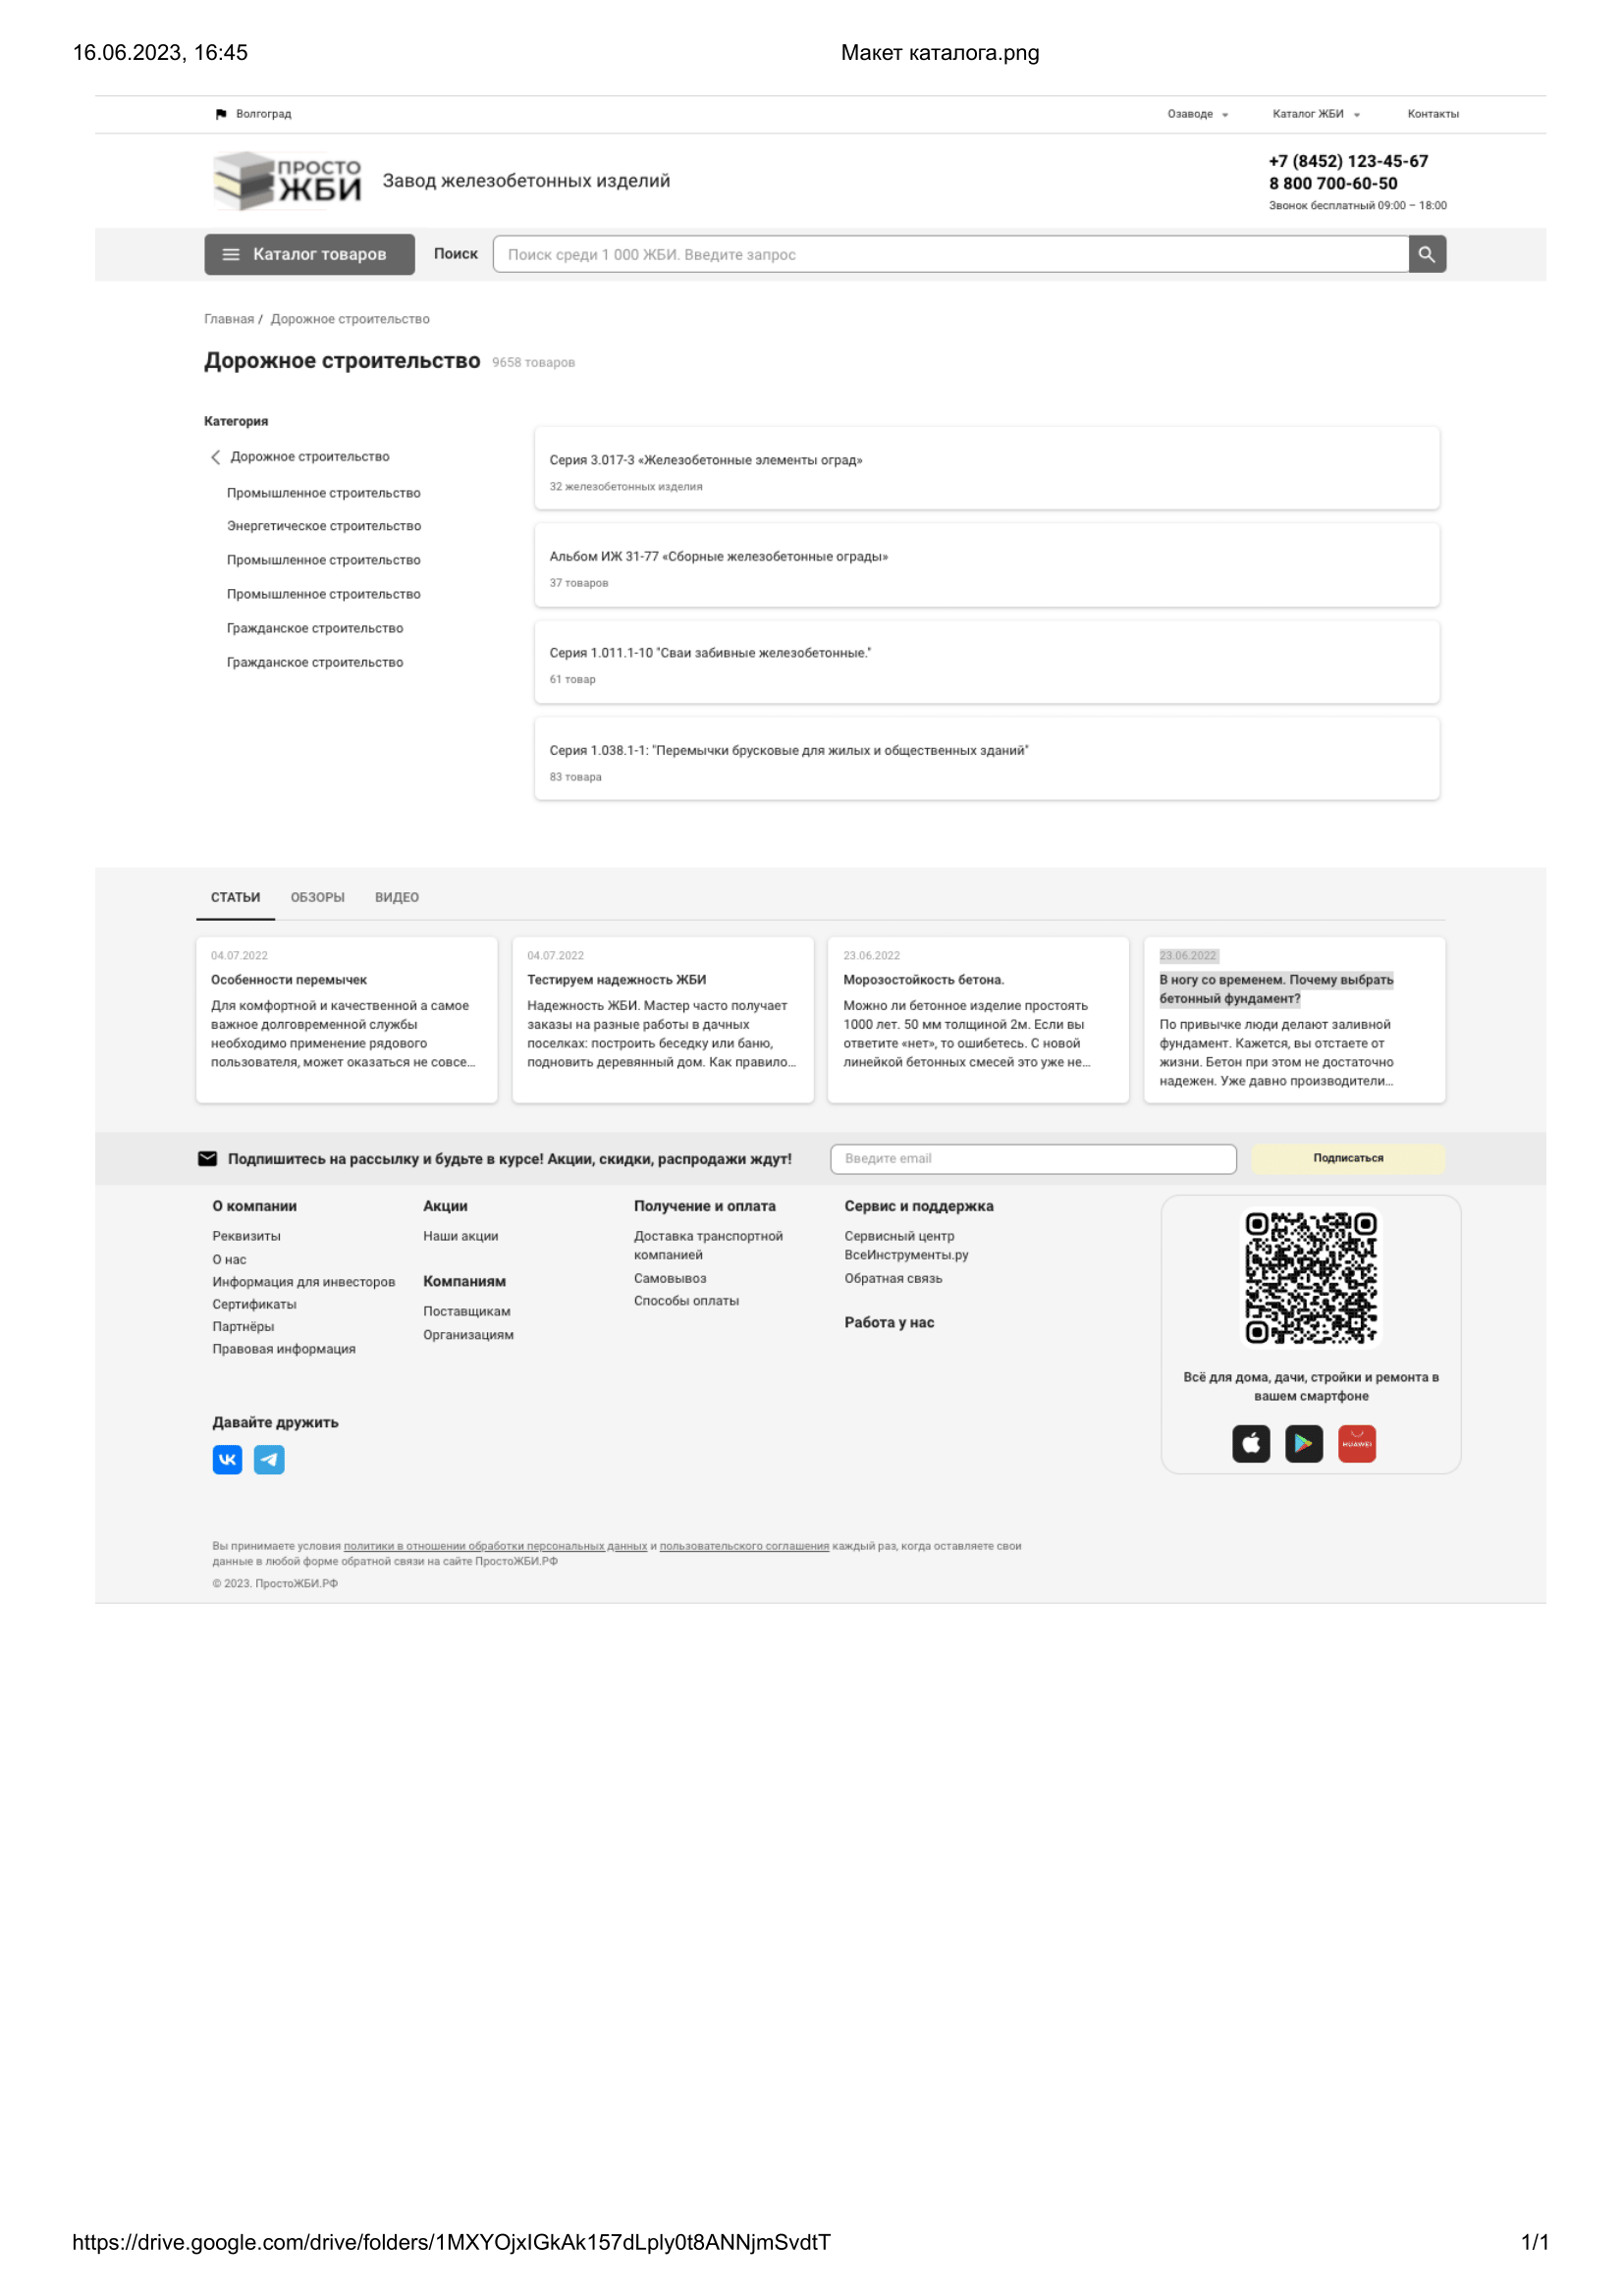 16.06.2023, 16:45
Макет каталога.png
Волгоград
Озаводе
Каталог ЖБИ
Контакты
ПРОСТО
ЖБИ
Завод железобетонных изделий
+7 (8452) 123-45-67
8 800 700-60-50
Звонок бесплатный 09:00 – 18:00
Каталог товаров
Поиск
Поиск среди 1 000 ЖБИ. Введите запрос
Главная / Дорожное строительство
Дорожное строительство 9658 товаров
Категория
Дорожное строительство
Промышленное строительство
Энергетическое строительство
Промышленное строительство
Промышленное строительство
Гражданское строительство
Гражданское строительство
Серия 3.017-3 «Железобетонные элементы оград»
32 железобетонных изделия
Альбом ИЖ 31-77 «Сборные железобетонные ограды»
37 товаров
Серия 1.011.1-10 "Сваи забивные железобетонные."
61 товар
Серия 1.038.1-1: "Перемычки брусковые для жилых и общественных зданий"
83 товара
СТАТЬИ
ОБЗОРЫ
ВИДЕО
04.07.2022
Особенности перемычек
Для комфортной и качественной а самое
важное долговременной службы
необходимо применение рядового
пользователя, может оказаться не совсе...
04.07.2022
Тестируем надежность ЖБИ
Надежность ЖБИ. Мастер часто получает
заказы на разные работы в дачных
поселках: построить беседку или баню,
подновить деревянный дом. Как правило...
23.06.2022
Морозостойкость бетона.
Можно ли бетонное изделие простоять
1000 лет. 50 мм толщиной 2м. Если вы
ответите «нет», то ошибетесь. С новой
линейкой бетонных смесей это уже не...
23.06.2022
В ногу со временем. Почему выбрать
бетонный фундамент?
По привычке люди делают заливной
фундамент. Кажется, вы отстаете от
жизни. Бетон при этом не достаточно
надежен. Уже давно производители...
Подпишитесь на рассылку и будьте в курсе! Акции, скидки, распродажи ждут!
Введите email
Подписаться
О компании
Реквизиты
О нас
Информация для инвесторов
Сертификаты
Партнёры
Правовая информация
Акции
Наши акции
Компаниям
Поставщикам
Организациям
Получение и оплата
Доставка транспортной
компанией
Самовывоз
Способы оплаты
Сервис и поддержка
Сервисный центр
ВсеИнструменты.ру
Обратная связь
Работа у нас
Всё для дома, дачи, стройки и ремонта в
вашем смартфоне
HUAWEI
Давайте дружить
Вы принимаете условия политики в отношении обработки персональных данных и пользовательского соглашения каждый раз, когда оставляете свои
данные в любой форме обратной связи на сайте ПростоЖБИ.РФ
© 2023. ПростоЖБИ.РФ
https://drive.google.com/drive/folders/1MXYOjxIGkAk157dLply0t8ANNjmSvdtT
1/1